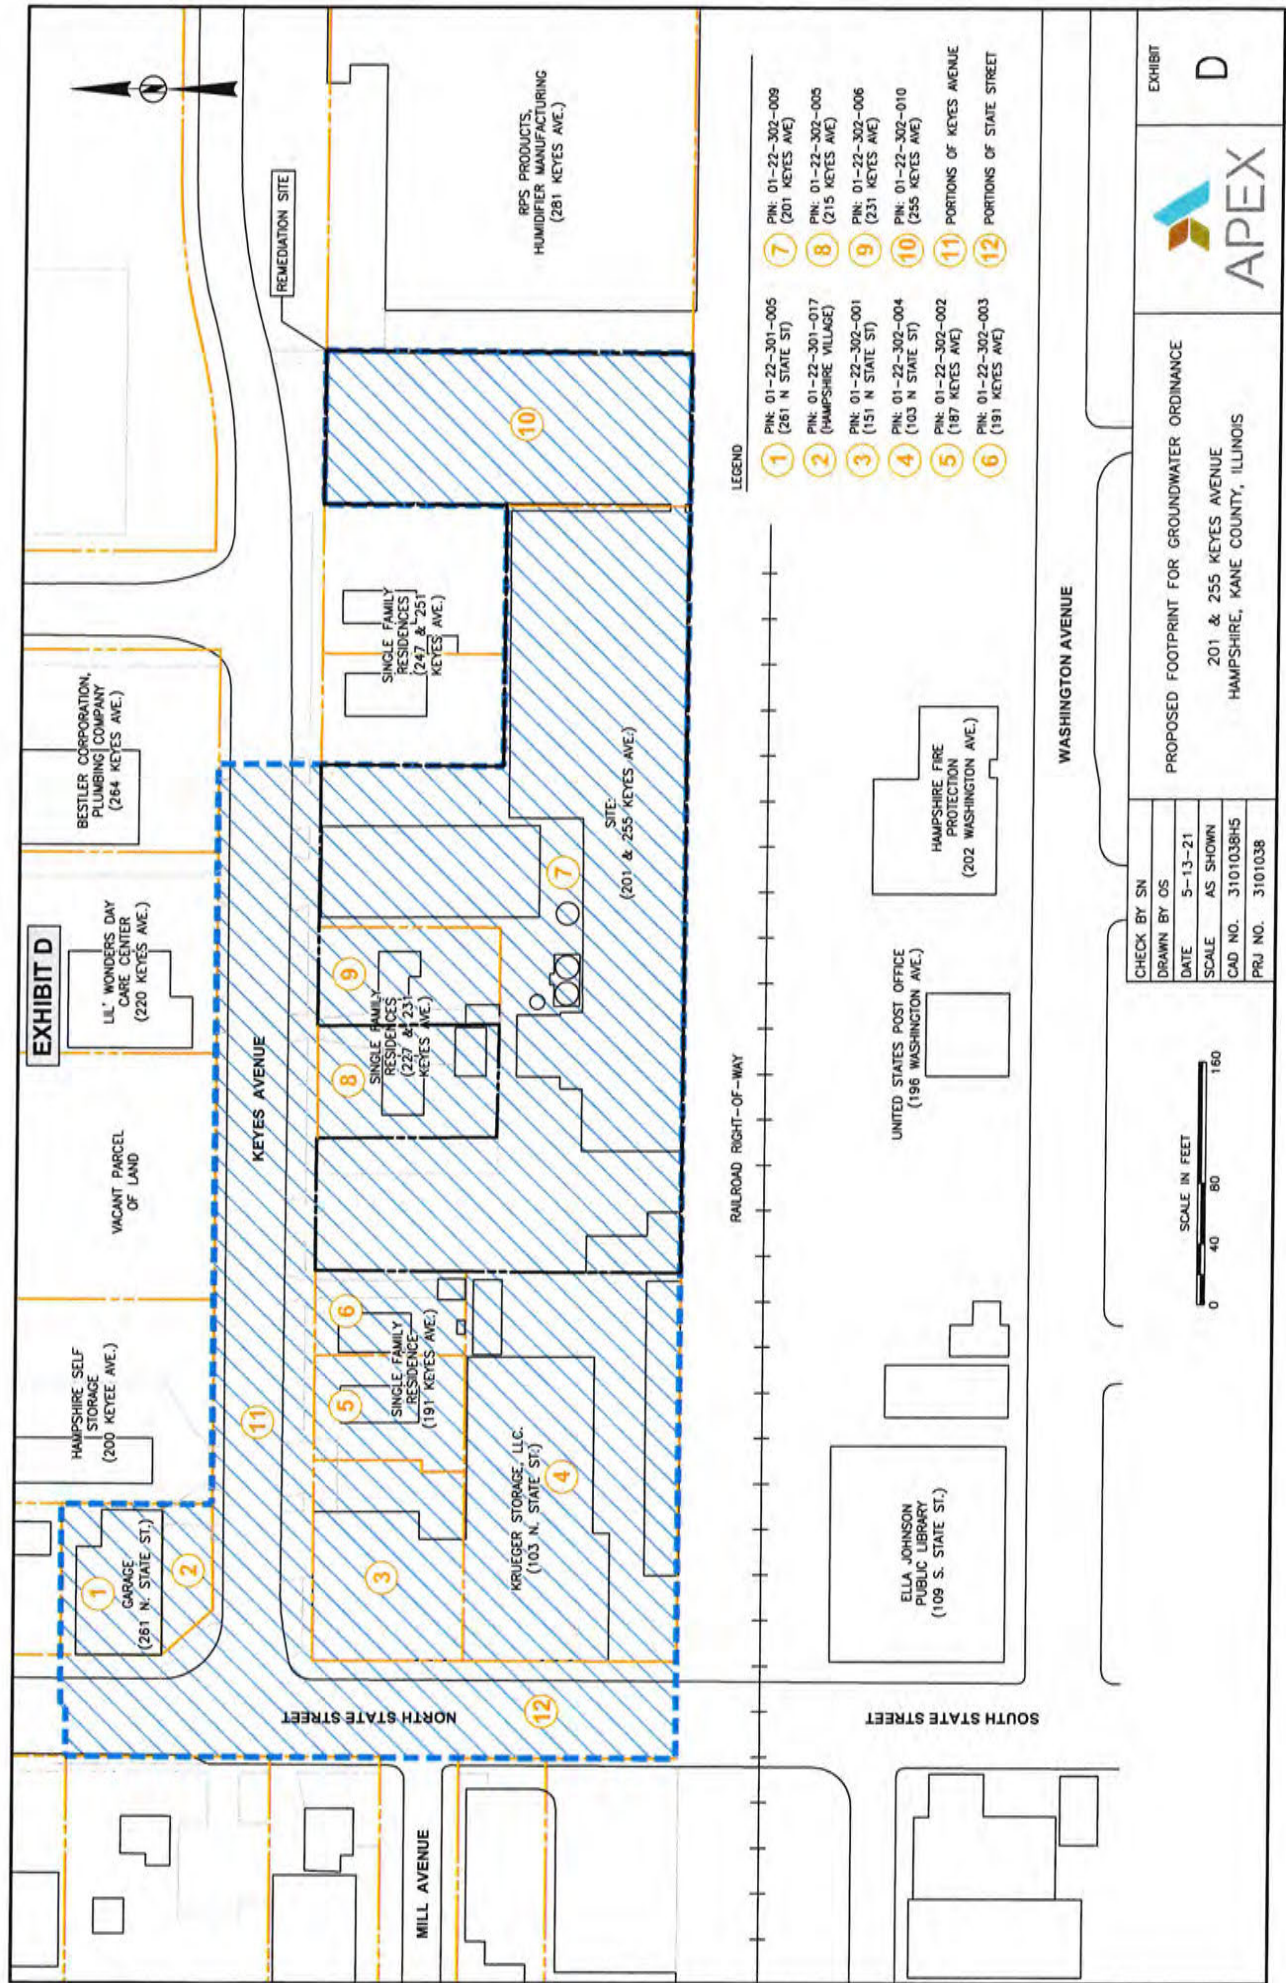 EXHIBIT D
HAMPSHIRE SELF
STORAGE
(200 KEYEE AVE.)
VACANT PARCEL
OF LAND
LIL' WONDERS DAY
CARE CENTER
(220 KEYES AVE.)
BESTLER CORPORATION,
PLUMBING COMPANY
(264 KEYES AVE.)
N
1
GARAGE
(261 N. STATE ST.)
2
11
KEYES AVENUE
REMEDIATION SITE
NORTH STATE STREET
MILL AVENUE
3
5
6
SINGLE FAMILY
RESIDENCE
(191 KEYES AVE.)
8
9
SINGLE FAMILY
RESIDENCES
(227 & 231
KEYES AVE.)
SINGLE FAMILY
RESIDENCES
(247 & 251
KEYES AVE.)
10
RPS PRODUCTS,
HUMIDIFIER MANUFACTURING
(281 KEYES AVE.)
12
KRUEGER STORAGE, LLC.
(103 N. STATE ST.)
4
7
SITE:
(201 & 255 KEYES AVE.)
RAILROAD RIGHT-OF-WAY
LEGEND
1 PIN: 01-22-301-005
(261 N STATE ST)
2 PIN: 01-22-301-017
(HAMPSHIRE VILLAGE)
3 PIN: 01-22-302-001
(151 N STATE ST)
4 PIN: 01-22-302-004
(103 N STATE ST)
5 PIN: 01-22-302-002
(187 KEYES AVE)
6 PIN: 01-22-302-003
(191 KEYES AVE)
7 PIN: 01-22-302-009
(201 KEYES AVE)
8 PIN: 01-22-302-005
(215 KEYES AVE)
9 PIN: 01-22-302-006
(231 KEYES AVE)
10 PIN: 01-22-302-010
(255 KEYES AVE)
11 PORTIONS OF KEYES AVENUE
12 PORTIONS OF STATE STREET
SOUTH STATE STREET
ELLA JOHNSON
PUBLIC LIBRARY
(109 S. STATE ST.)
UNITED STATES POST OFFICE
(196 WASHINGTON AVE.)
HAMPSHIRE FIRE
PROTECTION
(202 WASHINGTON AVE.)
WASHINGTON AVENUE
SCALE IN FEET
0 40 80 160
CHECK BY SN
DRAWN BY OS
DATE 5-13-21
SCALE AS SHOWN
CAD NO. 3101038H5
PRJ NO. 3101038
PROPOSED FOOTPRINT FOR GROUNDWATER ORDINANCE
201 & 255 KEYES AVENUE
HAMPSHIRE, KANE COUNTY, ILLINOIS
APEX
EXHIBIT
D